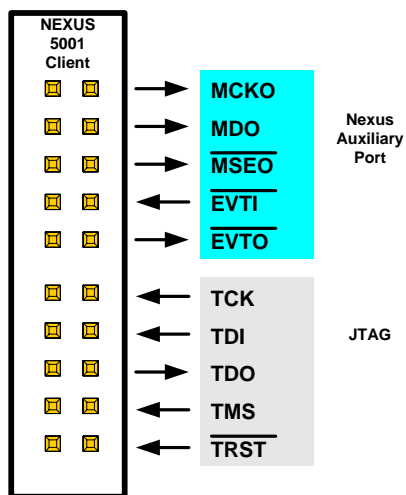 NEXUS
5001
Client
MCKO
MDO
MSEO
EVTI
EVTO
Nexus
Auxiliary
Port
TCK
TDI
TDO
TMS
TRST
JTAG